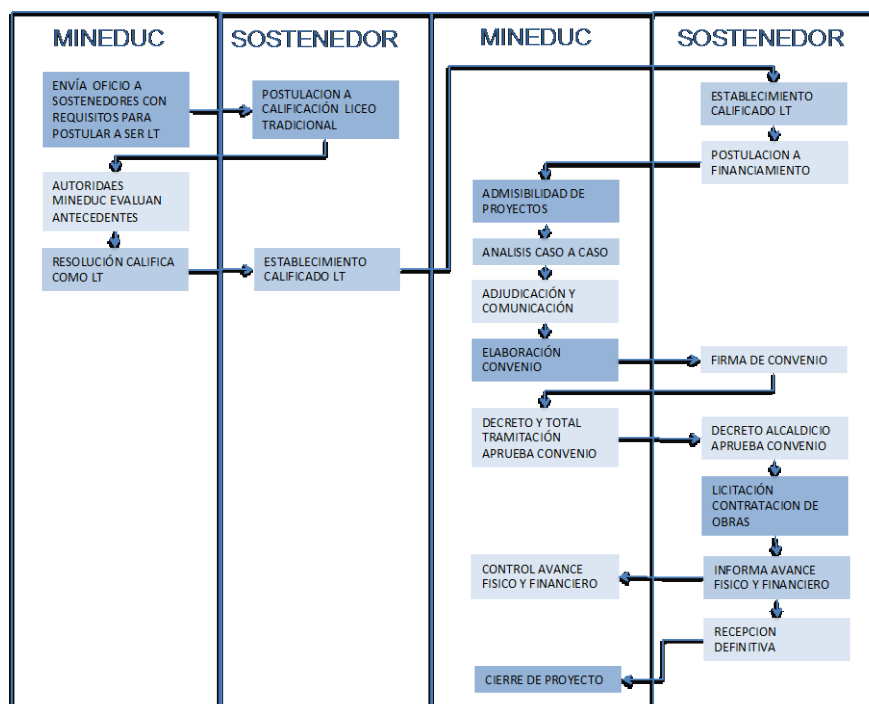 MINEDUC
SOSTENEDOR
MINEDUC
SOSTENEDOR
ENVÍA OFICIO A
SOSTENEDORES CON
REQUISITOS PARA
POSTULAR A SER LT
POSTULACION A
CALIFICACIÓN LICEO
TRADICIONAL
AUTORIDAES
MINEDUC EVALUAN
ANTECEDENTES
RESOLUCIÓN CALIFICA
COMO LT
ESTABLECIMIENTO
CALIFICADO LT
ESTABLECIMIENTO
CALIFICADO LT
POSTULACION A
FINANCIAMIENTO
ADMISIBILIDAD DE
PROYECTOS
ANALISIS CASO A CASO
ADJUDICACIÓN Y
COMUNICACIÓN
ELABORACIÓN
CONVENIO
FIRMA DE CONVENIO
DECRETO Y TOTAL
TRAMITACIÓN
APRUEBA CONVENIO
DECRETO ALCALDICIO
APRUEBA CONVENIO
LICITACIÓN
CONTRATACION DE
OBRAS
INFORMA AVANCE
FISICO Y FINANCIERO
CONTROL AVANCE
FISICO Y FINANCIERO
RECEPCION
DEFINITIVA
CIERRE DE PROYECTO